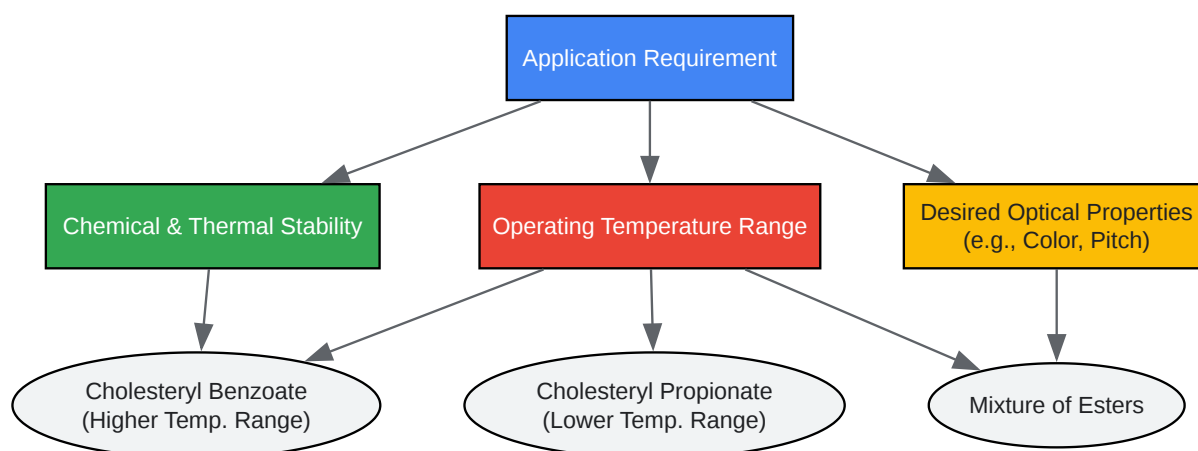 Application Requirement
Chemical & Thermal Stability
Operating Temperature Range
Desired Optical Properties
(e.g., Color, Pitch)
Cholesteryl Benzoate
(Higher Temp. Range)
Cholesteryl Propionate
(Lower Temp. Range)
Mixture of Esters